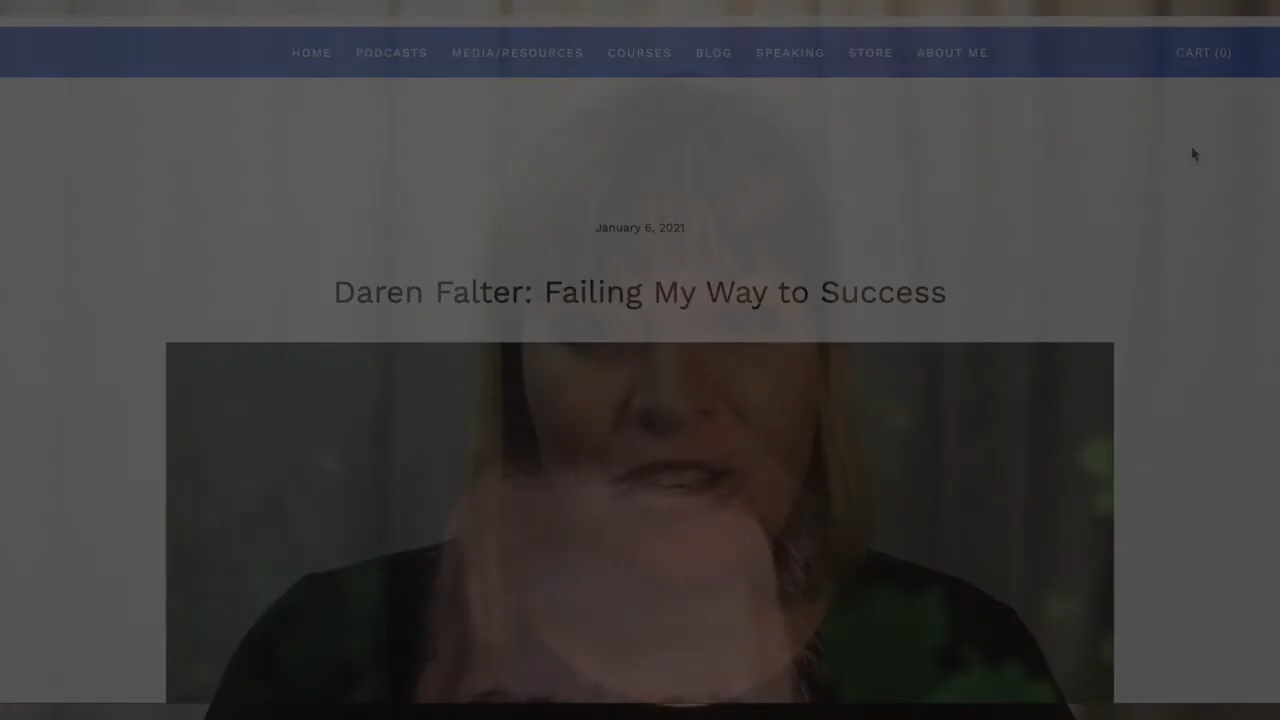 HOME PODCASTS MEDIA/RESOURCES COURSES BLOG SPEAKING STORE ABOUT ME CART (0)
January 6, 2021
Daren Falter: Failing My Way to Success